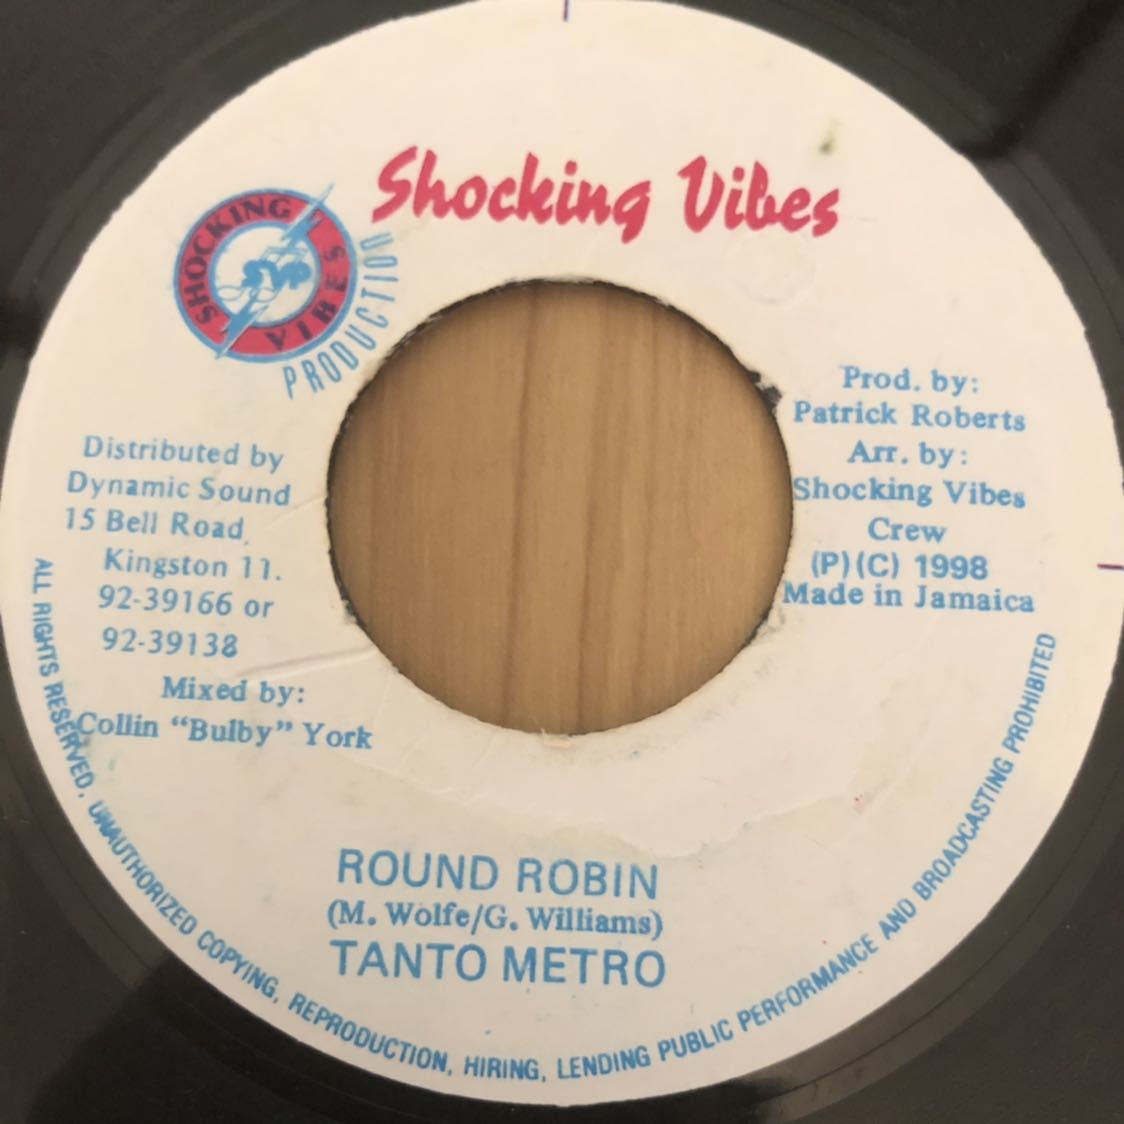 Shocking Vibes
SHOCKING VIBES
SVP
PRODUCTION
Distributed by
Dynamic Sound
15 Bell Road,
Kingston 11.
92-39166 or
92-39138
Mixed by:
Collin “Bulby” York
Prod. by:
Patrick Roberts
Arr. by:
Shocking Vibes
Crew
(P)(C) 1998
Made in Jamaica
ROUND ROBIN
(M. Wolfe/G. Williams)
TANTO METRO
ALL RIGHTS RESERVED. UNAUTHORIZED COPYING, REPRODUCTION, HIRING, LENDING PUBLIC PERFORMANCE AND BROADCASTING PROHIBITED